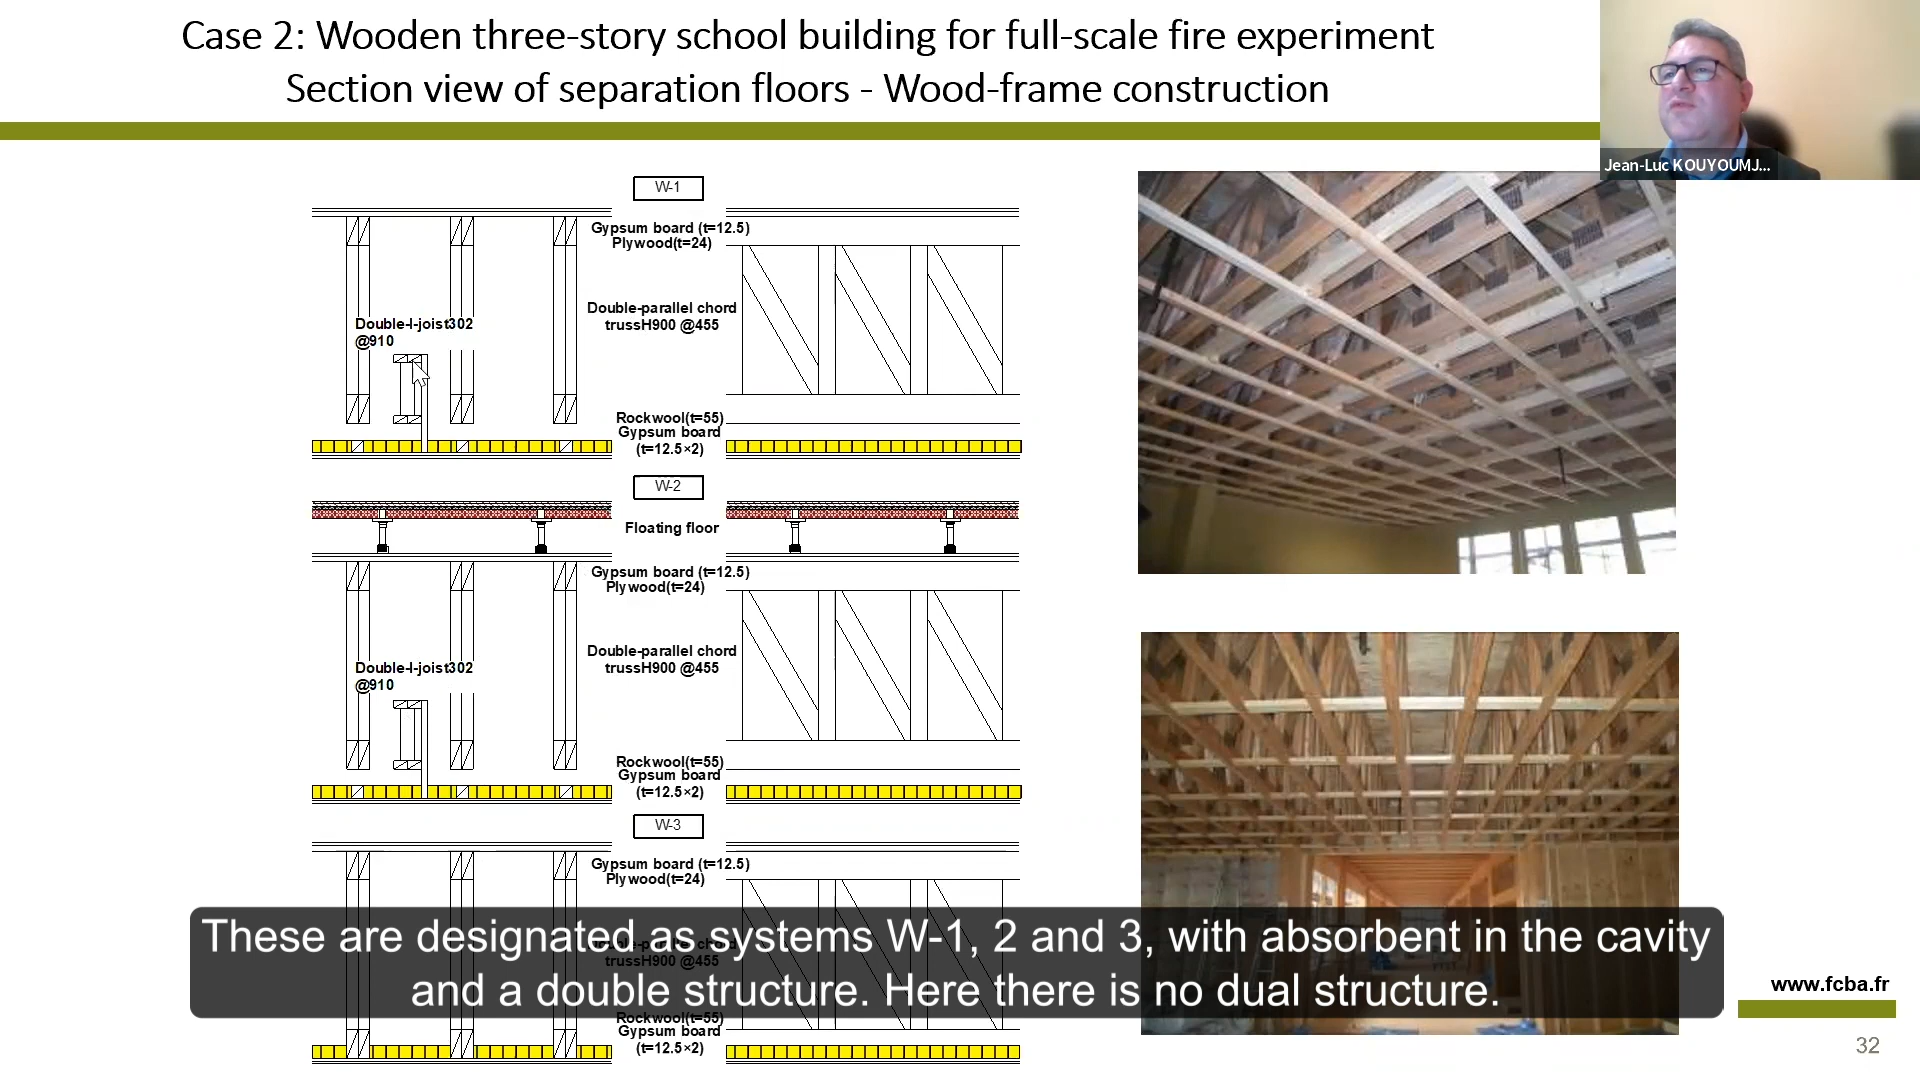 Case 2: Wooden three-story school building for full-scale fire experiment
Section view of separation floors - Wood-frame construction
Jean-Luc KOUYOUMJ...
W-1
Gypsum board (t=12.5)
Plywood(t=24)
Double-parallel chord
trussH900 @455
Double-I-joist302
@910
Rockwool(t=55)
Gypsum board
(t=12.5×2)
W-2
Floating floor
Gypsum board (t=12.5)
Plywood(t=24)
Double-parallel chord
trussH900 @455
Double-I-joist302
@910
Rockwool(t=55)
Gypsum board
(t=12.5×2)
W-3
Gypsum board (t=12.5)
Plywood(t=24)
Double-parallel chord
trussH900 @455
These are designated as systems W-1, 2 and 3, with absorbent in the cavity
and a double structure. Here there is no dual structure.
Rockwool(t=55)
Gypsum board
(t=12.5×2)
www.fcba.fr
32